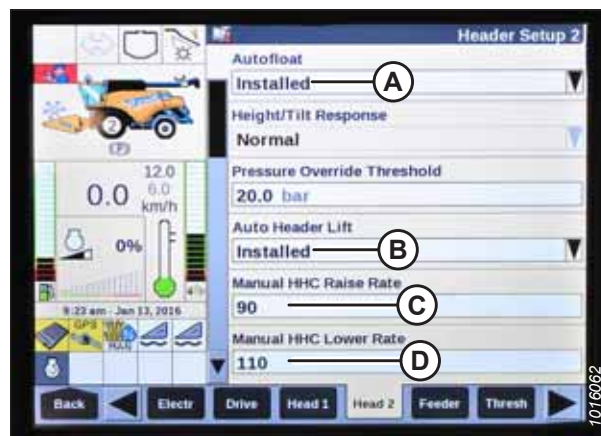 Header Setup 2
Autofloat
Installed
A
Height/Tilt Response
Normal
Pressure Override Threshold
20.0 bar
Auto Header Lift
Installed
B
Manual HHC Raise Rate
90
C
Manual HHC Lower Rate
110
D
2
(P)
0.0
12.0
6.0
km/h
0%
9:23 am - Jan 13, 2016
GPS
Back
Electr
Drive
Head 1
Head 2
Feeder
Thresh
1016062